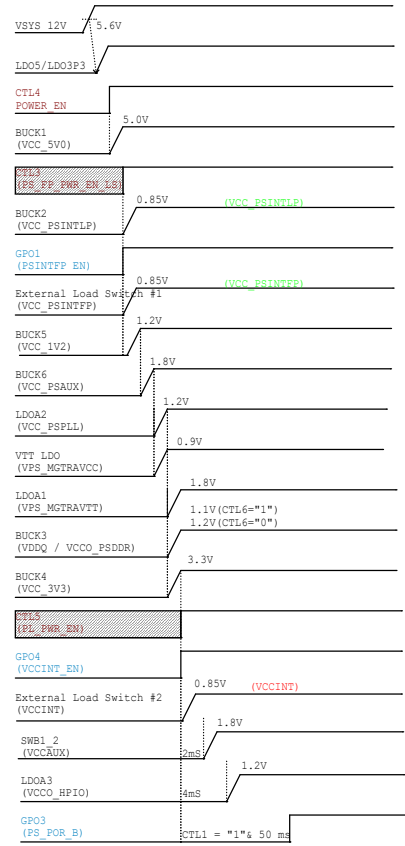 VSYS 12V
5.6V
LDO5/LDO3P3
CTL4
POWER_EN
5.0V
BUCK1
(VCC_5V0)
CTL3
(PS_FP_PWR_EN_LS)
0.85V
(VCC_PSINTLP)
BUCK2
(VCC_PSINTLP)
GPO1
(PSINTFP EN)
0.85V
(VCC_PSINTFP)
External Load Switch #1
(VCC_PSINTFP)
1.2V
BUCK5
(VCC_1V2)
1.8V
BUCK6
(VCC_PSAUX)
1.2V
LDOA2
(VCC_PSPLL)
0.9V
VTT LDO
(VPS_MGTRAVCC)
1.8V
LDOA1
(VPS_MGTRAVTT)
1.1V(CTL6="1")
1.2V(CTL6="0")
BUCK3
(VDDQ / VCCO_PSDDR)
3.3V
BUCK4
(VCC_3V3)
CTL5
(PL_PWR_EN)
GPO4
(VCCINT_EN)
0.85V
(VCCINT)
External Load Switch #2
(VCCINT)
1.8V
SWB1_2
(VCCAUX)
2mS
1.2V
LDOA3
(VCCO_HPIO)
4mS
GPO3
(PS_POR_B)
CTL1 = "1"& 50 ms